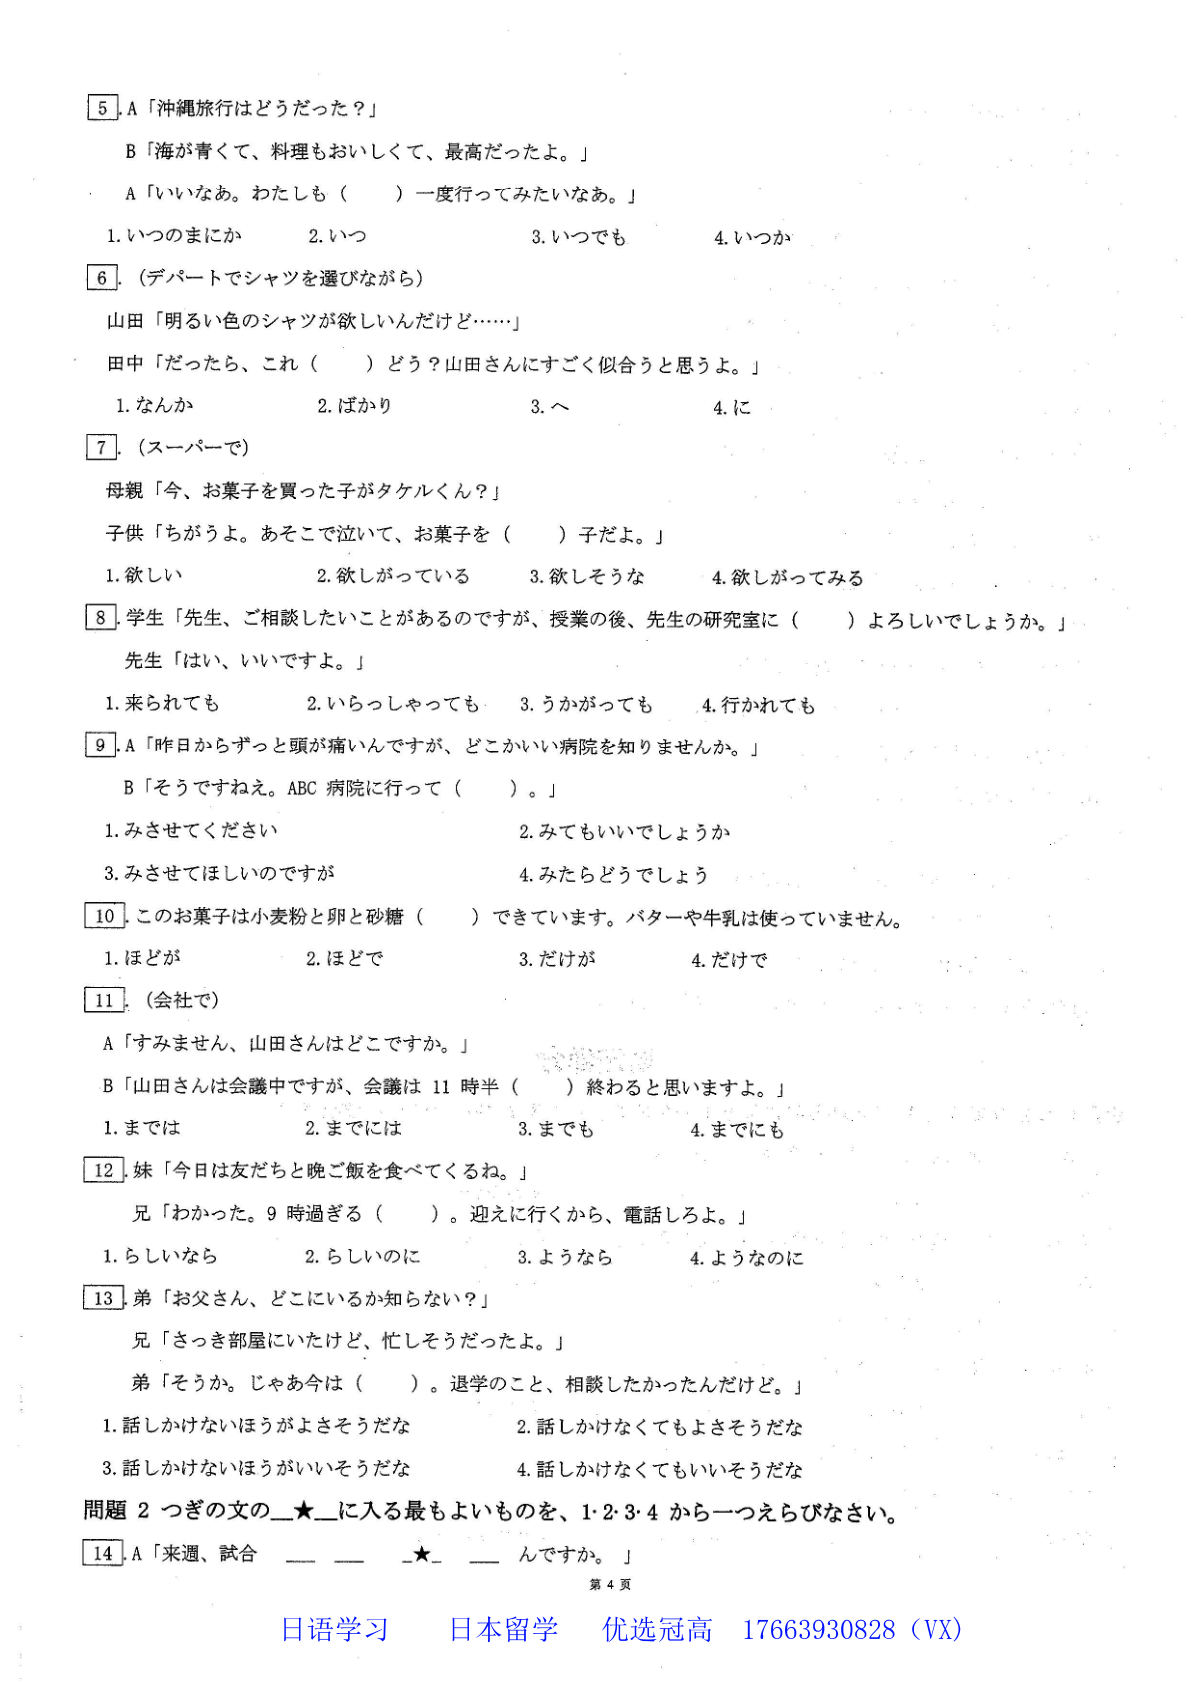 5.A「沖縄旅行はどうだった？」
B「海が青くて、料理もおいしくて、最高だったよ。」
A「いいなあ。わたしも（　　）一度行ってみたいなあ。」
1.いつのまにか　2.いつ　3.いつでも　4.いつか
6.（デパートでシャツを選びながら）
山田「明るい色のシャツが欲しいんだけど……」
田中「だったら、これ（　　）どう？山田さんにすごく似合うと思うよ。」
1.なんか　2.ばかり　3.へ　4.に
7.（スーパーで）
母親「今、お菓子を買った子がタケルくん？」
子供「ちがうよ。あそこで泣いて、お菓子を（　　）子だよ。」
1.欲しい　2.欲しがっている　3.欲しそうな　4.欲しがってみる
8.学生「先生、ご相談したいことがあるのですが、授業の後、先生の研究室に（　　）よろしいでしょうか。」
先生「はい、いいですよ。」
1.来られても　2.いらっしゃっても　3.うかがっても　4.行かれても
9.A「昨日からずっと頭が痛いんですが、どこかいい病院を知りませんか。」
B「そうですねえ。ABC 病院に行って（　　）。」
1.みさせてください　2.みてもいいでしょうか
3.みさせてほしいのですが　4.みたらどうでしょう
10.このお菓子は小麦粉と卵と砂糖（　　）できています。バターや牛乳は使っていません。
1.ほどが　2.ほどで　3.だけが　4.だけで
11.（会社で）
A「すみません、山田さんはどこですか。」
B「山田さんは会議中ですが、会議は 11 時半（　　）終わると思いますよ。」
1.までは　2.までには　3.までも　4.までにも
12.妹「今日は友だちと晩ご飯を食べてくるね。」
兄「わかった。9 時過ぎる（　　）。迎えに行くから、電話しろよ。」
1.らしいなら　2.らしいのに　3.ようなら　4.ようなのに
13.弟「お父さん、どこにいるか知らない？」
兄「さっき部屋にいたけど、忙しそうだったよ。」
弟「そうか。じゃあ今は（　　）。退学のこと、相談したかったんだけど。」
1.話しかけないほうがよさそうだな　2.話しかけなくてもよさそうだな
3.話しかけないほうがいいそうだな　4.話しかけなくてもいいそうだな
問題 2 つぎの文の__★__に入る最もよいものを、1·2·3·4 から一つえらびなさい。
14.A「来週、試合 ___ ___ _★_ ___ んですか。」
第 4 页
日语学习　日本留学　优选冠高　17663930828（VX）